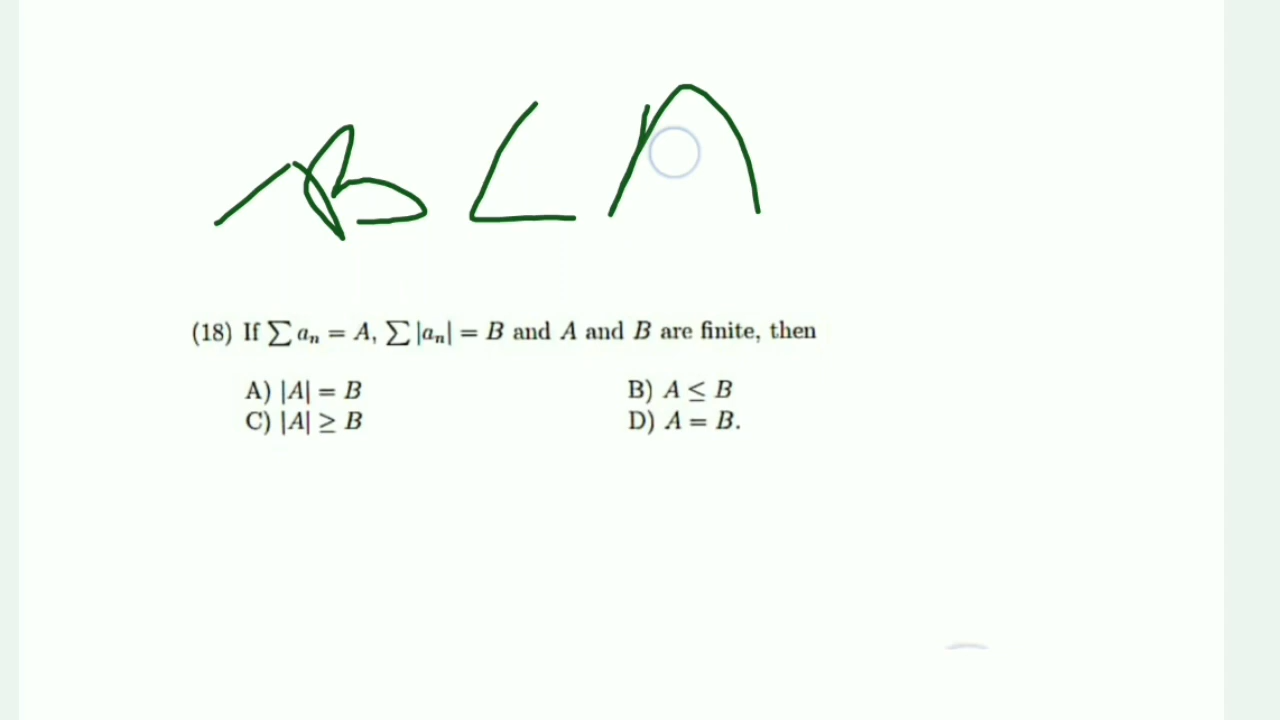 (18) If ∑ aₙ = A, ∑ |aₙ| = B and A and B are finite, then
A) |A| = B B) A ≤ B
C) |A| ≥ B D) A = B.